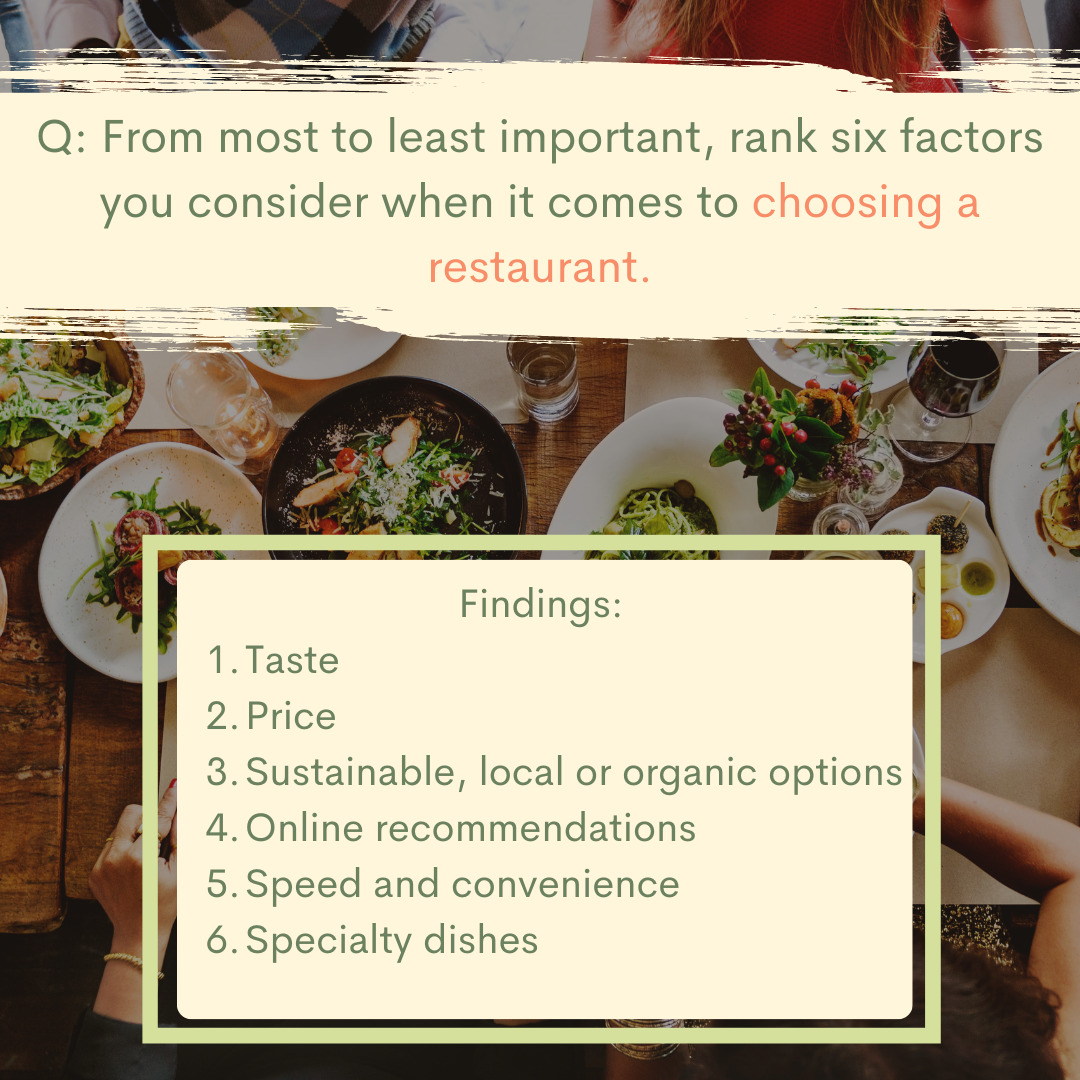 Q: From most to least important, rank six factors
you consider when it comes to choosing a
restaurant.
Findings:
1. Taste
2. Price
3. Sustainable, local or organic options
4. Online recommendations
5. Speed and convenience
6. Specialty dishes